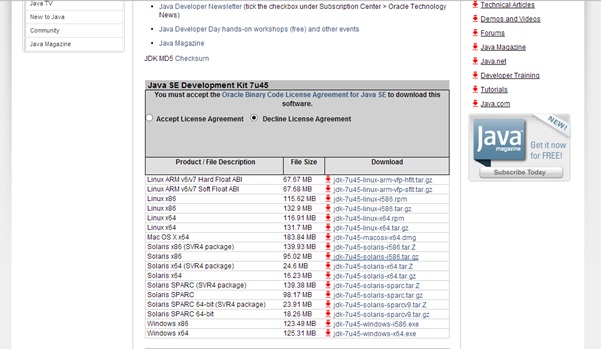 Java TV
New to Java
Community
Java Magazine
Java Developer Newsletter (tick the checkbox under Subscription Center > Oracle Technology
News)
Java Developer Day hands-on workshops (free) and other events
Java Magazine
JDK MD5 Checksum
Java SE Development Kit 7u45
You must accept the Oracle Binary Code License Agreement for Java SE to download this
software.
Accept License Agreement Decline License Agreement
Product / File Description File Size Download
Linux ARM v6/v7 Hard Float ABI 67.67 MB jdk-7u45-linux-arm-vfp-hflt.tar.gz
Linux ARM v6/v7 Soft Float ABI 67.68 MB jdk-7u45-linux-arm-vfp-sflt.tar.gz
Linux x86 115.62 MB jdk-7u45-linux-i586.rpm
Linux x86 132.9 MB jdk-7u45-linux-i586.tar.gz
Linux x64 116.91 MB jdk-7u45-linux-x64.rpm
Linux x64 131.7 MB jdk-7u45-linux-x64.tar.gz
Mac OS X x64 183.84 MB jdk-7u45-macosx-x64.dmg
Solaris x86 (SVR4 package) 139.93 MB jdk-7u45-solaris-i586.tar.Z
Solaris x86 95.02 MB jdk-7u45-solaris-i586.tar.gz
Solaris x64 (SVR4 package) 24.6 MB jdk-7u45-solaris-x64.tar.Z
Solaris x64 16.23 MB jdk-7u45-solaris-x64.tar.gz
Solaris SPARC (SVR4 package) 139.38 MB jdk-7u45-solaris-sparc.tar.Z
Solaris SPARC 98.17 MB jdk-7u45-solaris-sparc.tar.gz
Solaris SPARC 64-bit (SVR4 package) 23.91 MB jdk-7u45-solaris-sparcv9.tar.Z
Solaris SPARC 64-bit 18.26 MB jdk-7u45-solaris-sparcv9.tar.gz
Windows x86 123.49 MB jdk-7u45-windows-i586.exe
Windows x64 125.31 MB jdk-7u45-windows-x64.exe
Technical Articles
Demos and Videos
Forums
Java Magazine
Java.net
Developer Training
Tutorials
Java.com
NEW!
Java
magazine
Get it now
for FREE!
Subscribe Today